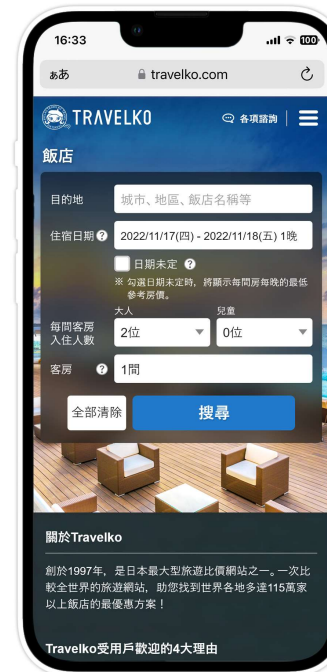 16:33
100
ぁあ
travelko.com
TRAVELKO
各項諮詢
飯店
目的地
城市、地區、飯店名稱等
住宿日期 ?
2022/11/17(四) - 2022/11/18(五) 1晚
日期未定 ?
※ 勾選日期未定時，將顯示每間房每晚的最低
參考房價。
大人
兒童
每間客房
入住人數
2位
0位
客房 ?
1間
全部清除
搜尋
關於Travelko
創於1997年，是日本最大型旅遊比價網站之一。一次比
較全世界的旅遊網站，助您找到世界各地多達115萬家
以上飯店的最優惠方案！
Travelko受用戶歡迎的4大理由